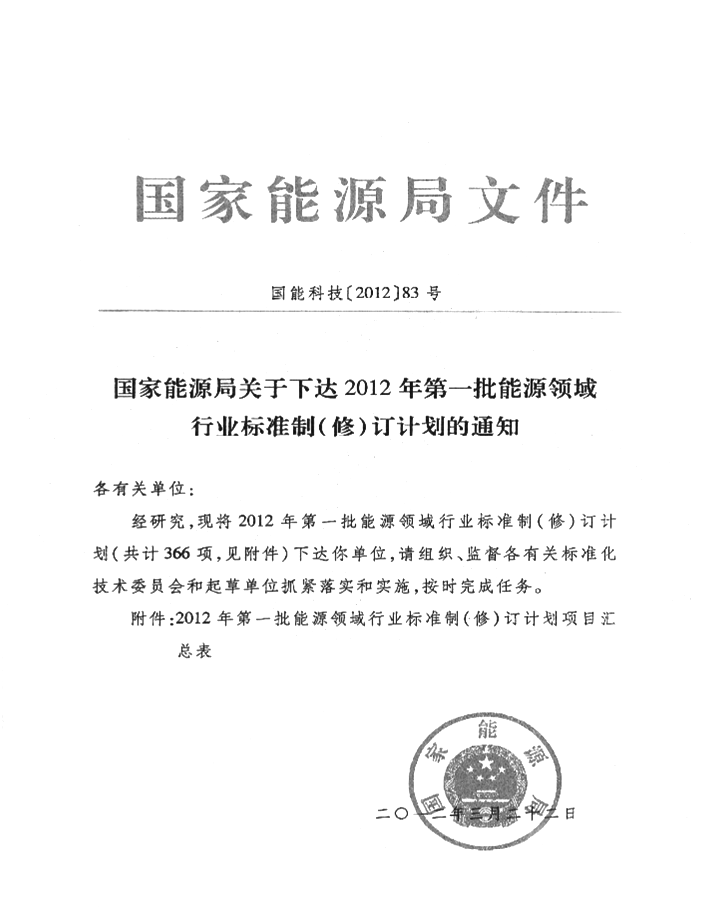 国家能源局文件
国能科技〔2012〕83 号
国家能源局关于下达 2012 年第一批能源领域
行业标准制(修)订计划的通知
各有关单位:
经研究,现将 2012 年第一批能源领域行业标准制(修)订计
划(共计 366 项,见附件)下达你单位,请组织、监督各有关标准化
技术委员会和起草单位抓紧落实和实施,按时完成任务。
附件:2012 年第一批能源领域行业标准制(修)订计划项目汇
总表
国家能源局
二〇一二年三月二十二日